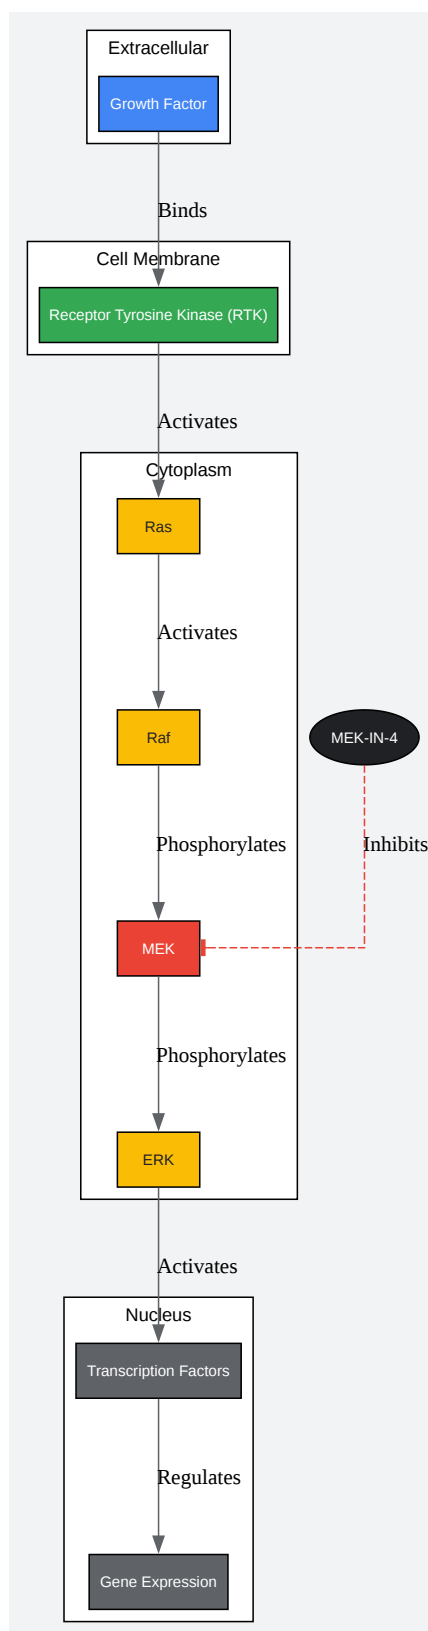 Extracellular
Growth Factor
Binds
Cell Membrane
Receptor Tyrosine Kinase (RTK)
Activates
Cytoplasm
Ras
Activates
Raf
MEK-IN-4
Phosphorylates
Inhibits
MEK
Phosphorylates
ERK
Activates
Nucleus
Transcription Factors
Regulates
Gene Expression